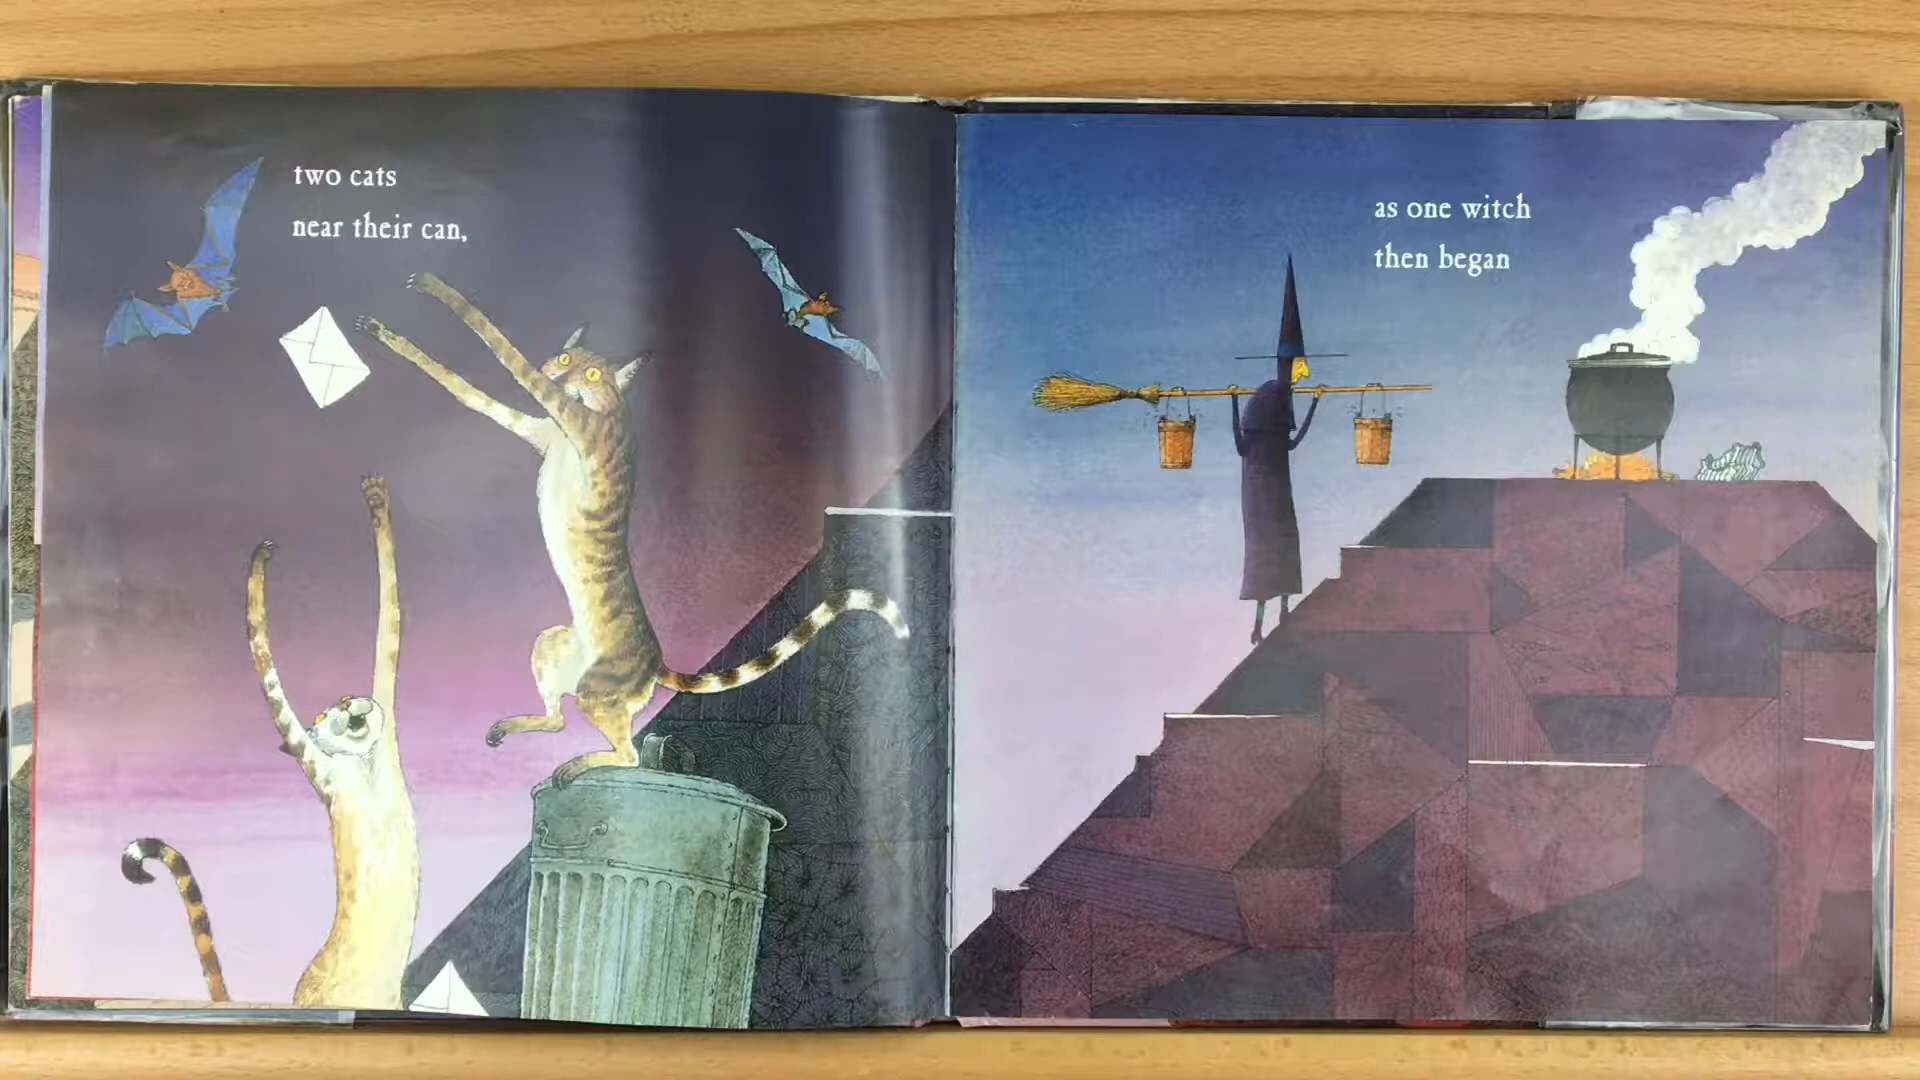 two cats
near their can,
as one witch
then began